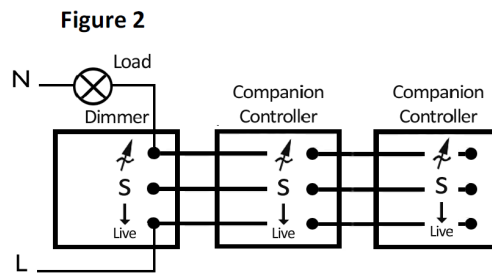 Figure 2
N
Load
Dimmer
Companion
Controller
Companion
Controller
S
S
S
Live
Live
Live
L